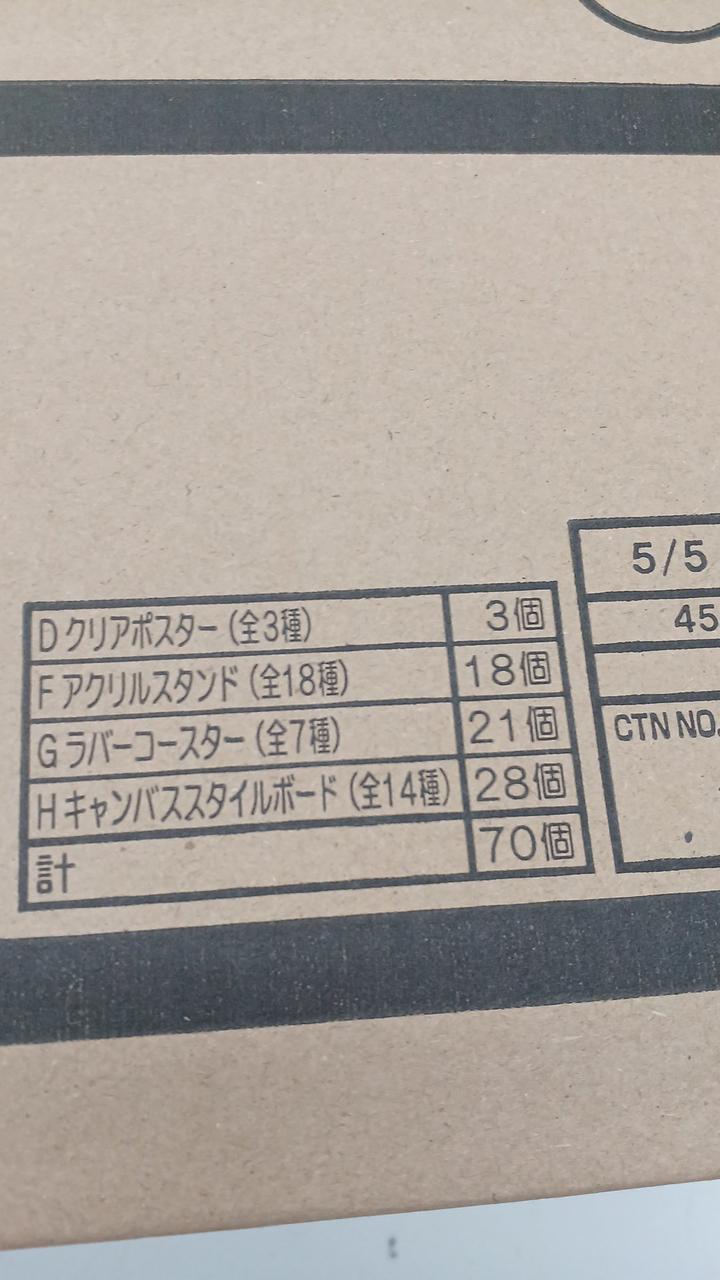 Dクリアポスター(全3種) 3個
Fアクリルスタンド(全18種) 18個
Gラバーコースター(全7種) 21個
Hキャンバススタイルボード(全14種) 28個
計 70個
5/5
45
CTN NO.